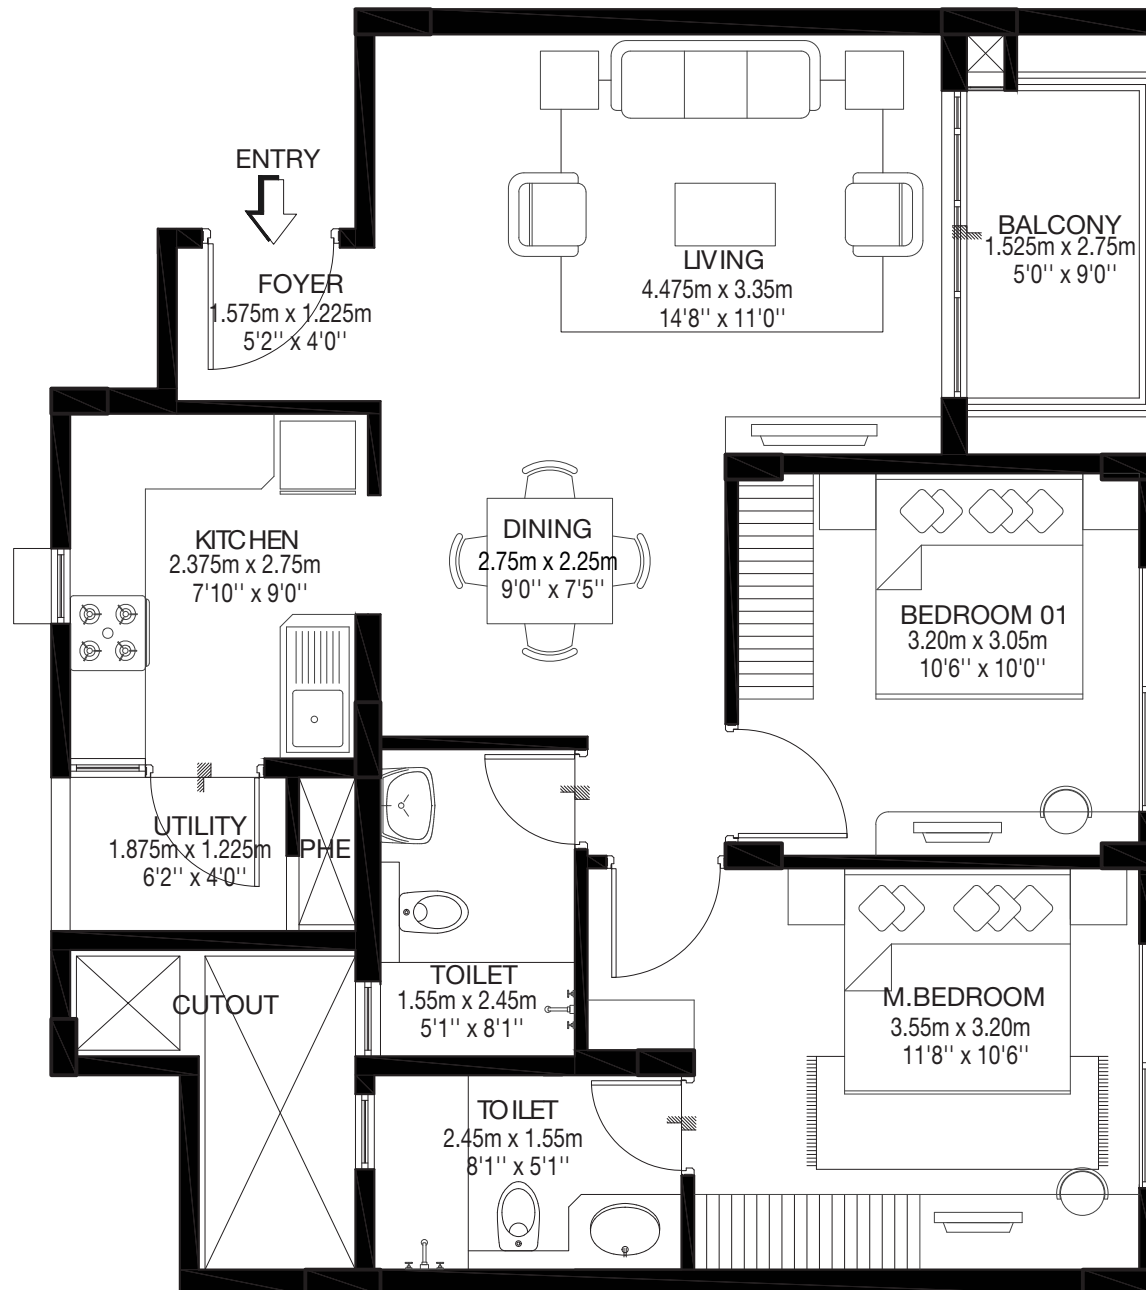 ENTRY
FOYER
1.575m x 1.225m
5'2'' x 4'0''
LIVING
4.475m x 3.35m
14'8'' x 11'0''
BALCONY
1.525m x 2.75m
5'0'' x 9'0''
KITCHEN
2.375m x 2.75m
7'10'' x 9'0''
DINING
2.75m x 2.25m
9'0'' x 7'5''
BEDROOM 01
3.20m x 3.05m
10'6'' x 10'0''
UTILITY
1.875m x 1.225m
6'2'' x 4'0''
PHE
TOILET
1.55m x 2.45m
5'1'' x 8'1''
CUTOUT
M.BEDROOM
3.55m x 3.20m
11'8'' x 10'6''
TOILET
2.45m x 1.55m
8'1'' x 5'1''